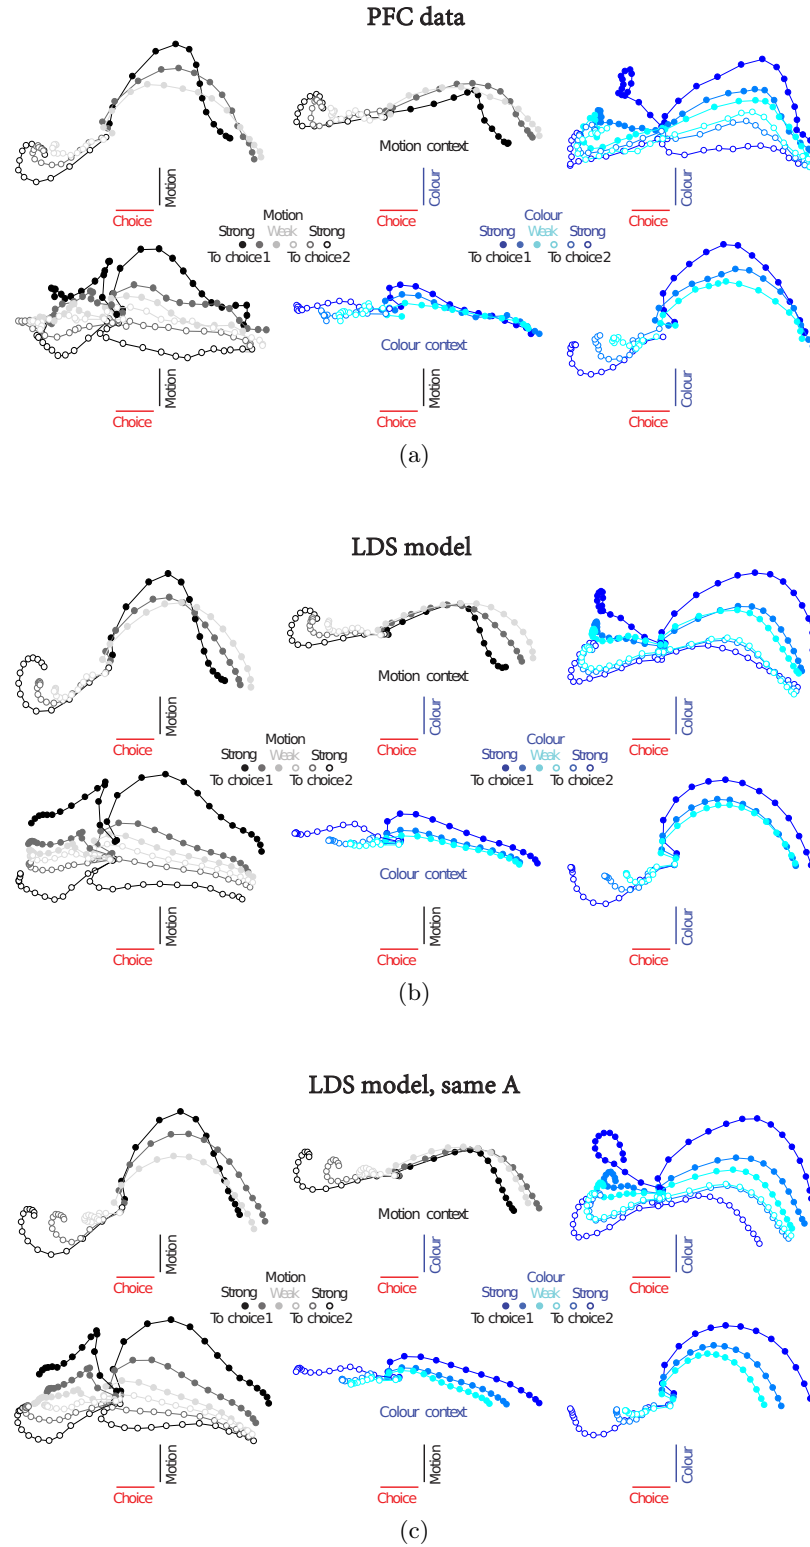 PFC data
Motion context
Motion
Colour
Colour
Choice
Choice
Choice
Motion
Strong Weak Strong
To choice1 To choice2
Colour
Strong Weak Strong
To choice1 To choice2
Colour context
Motion
Motion
Colour
Choice
Choice
Choice
(a)
LDS model
Motion context
Motion
Colour
Colour
Choice
Choice
Choice
Motion
Strong Weak Strong
To choice1 To choice2
Colour
Strong Weak Strong
To choice1 To choice2
Colour context
Motion
Motion
Colour
Choice
Choice
Choice
(b)
LDS model, same A
Motion context
Motion
Colour
Colour
Choice
Choice
Choice
Motion
Strong Weak Strong
To choice1 To choice2
Colour
Strong Weak Strong
To choice1 To choice2
Colour context
Motion
Motion
Colour
Choice
Choice
Choice
(c)